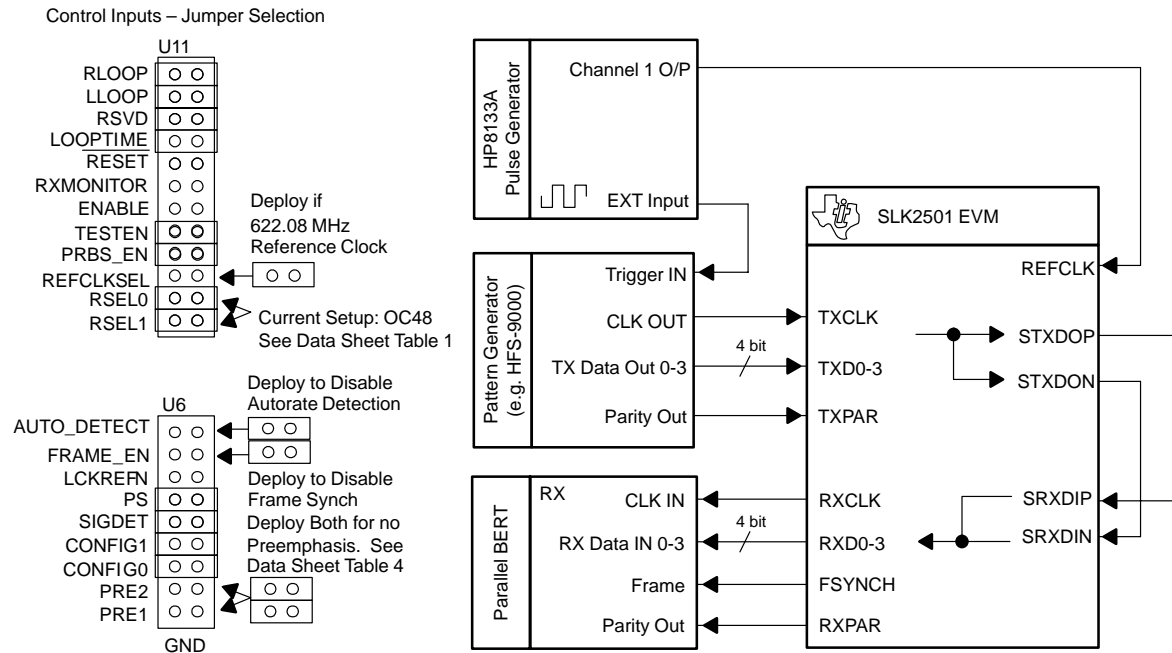 Control Inputs – Jumper Selection
U11
RLOOP
LLOOP
RSVD
LOOPTIME
RESET
RXMONITOR
ENABLE
TESTEN
PRBS_EN
REFCLKSEL
RSEL0
RSEL1
Deploy if
622.08 MHz
Reference Clock
Current Setup: OC48
See Data Sheet Table 1
U6
AUTO_DETECT
FRAME_EN
LCKREFN
PS
SIGDET
CONFIG1
CONFIG0
PRE2
PRE1
GND
Deploy to Disable
Autorate Detection
Deploy to Disable
Frame Synch
Deploy Both for no
Preemphasis. See
Data Sheet Table 4
HP8133A
Pulse Generator
Channel 1 O/P
EXT Input
Pattern Generator
(e.g. HFS-9000)
Trigger IN
CLK OUT
TX Data Out 0-3
Parity Out
4 bit
Parallel BERT
RX
CLK IN
RX Data IN 0-3
Frame
Parity Out
4 bit
SLK2501 EVM
REFCLK
TXCLK
TXD0-3
TXPAR
STXDOP
STXDON
RXCLK
RXD0-3
FSYNCH
RXPAR
SRXDIP
SRXDIN